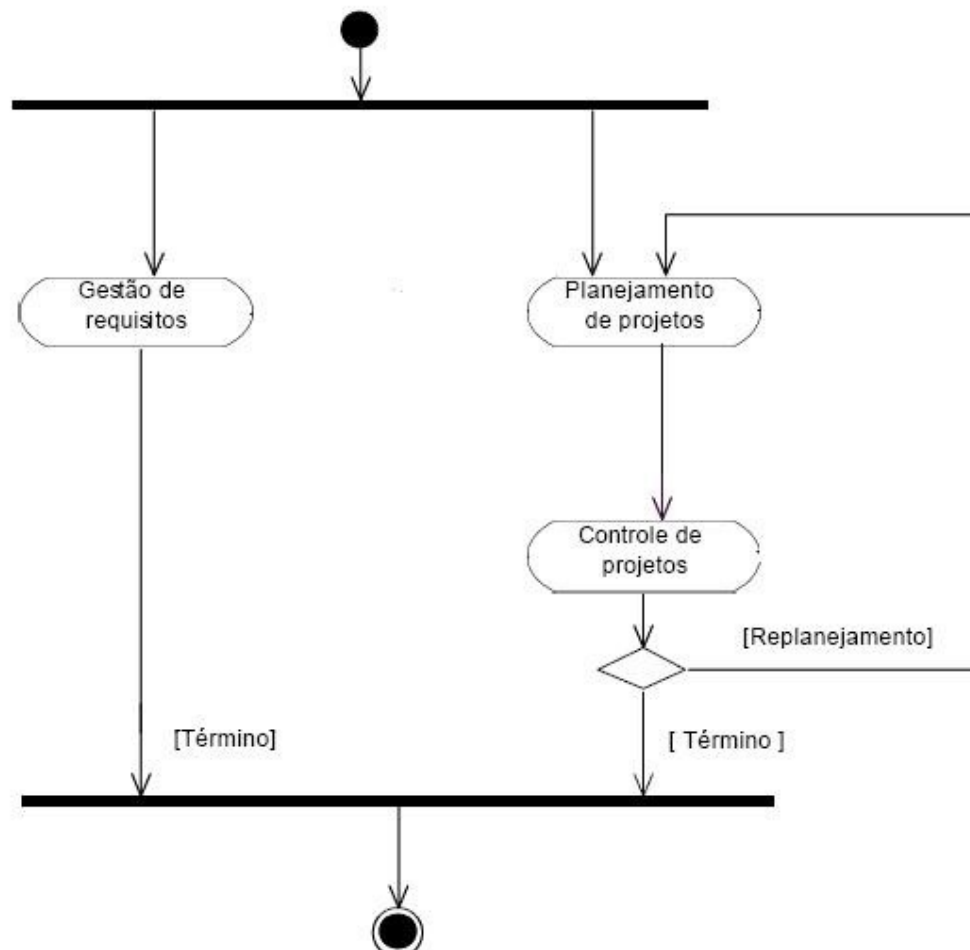 Gestão de
requisitos
Planejamento
de projetos
Controle de
projetos
[Replanejamento]
[Término]
[ Término ]